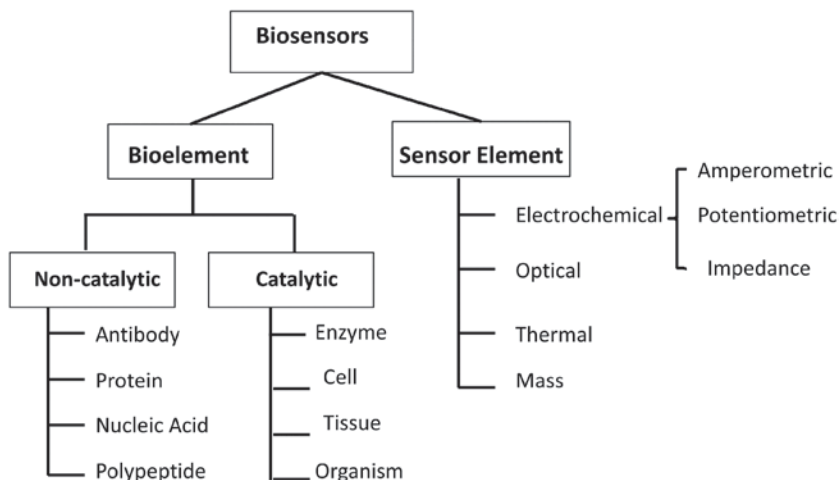 Biosensors
Bioelement
Sensor Element
Non-catalytic
Antibody
Protein
Nucleic Acid
Polypeptide
Catalytic
Enzyme
Cell
Tissue
Organism
Electrochemical
Amperometric
Potentiometric
Impedance
Optical
Thermal
Mass